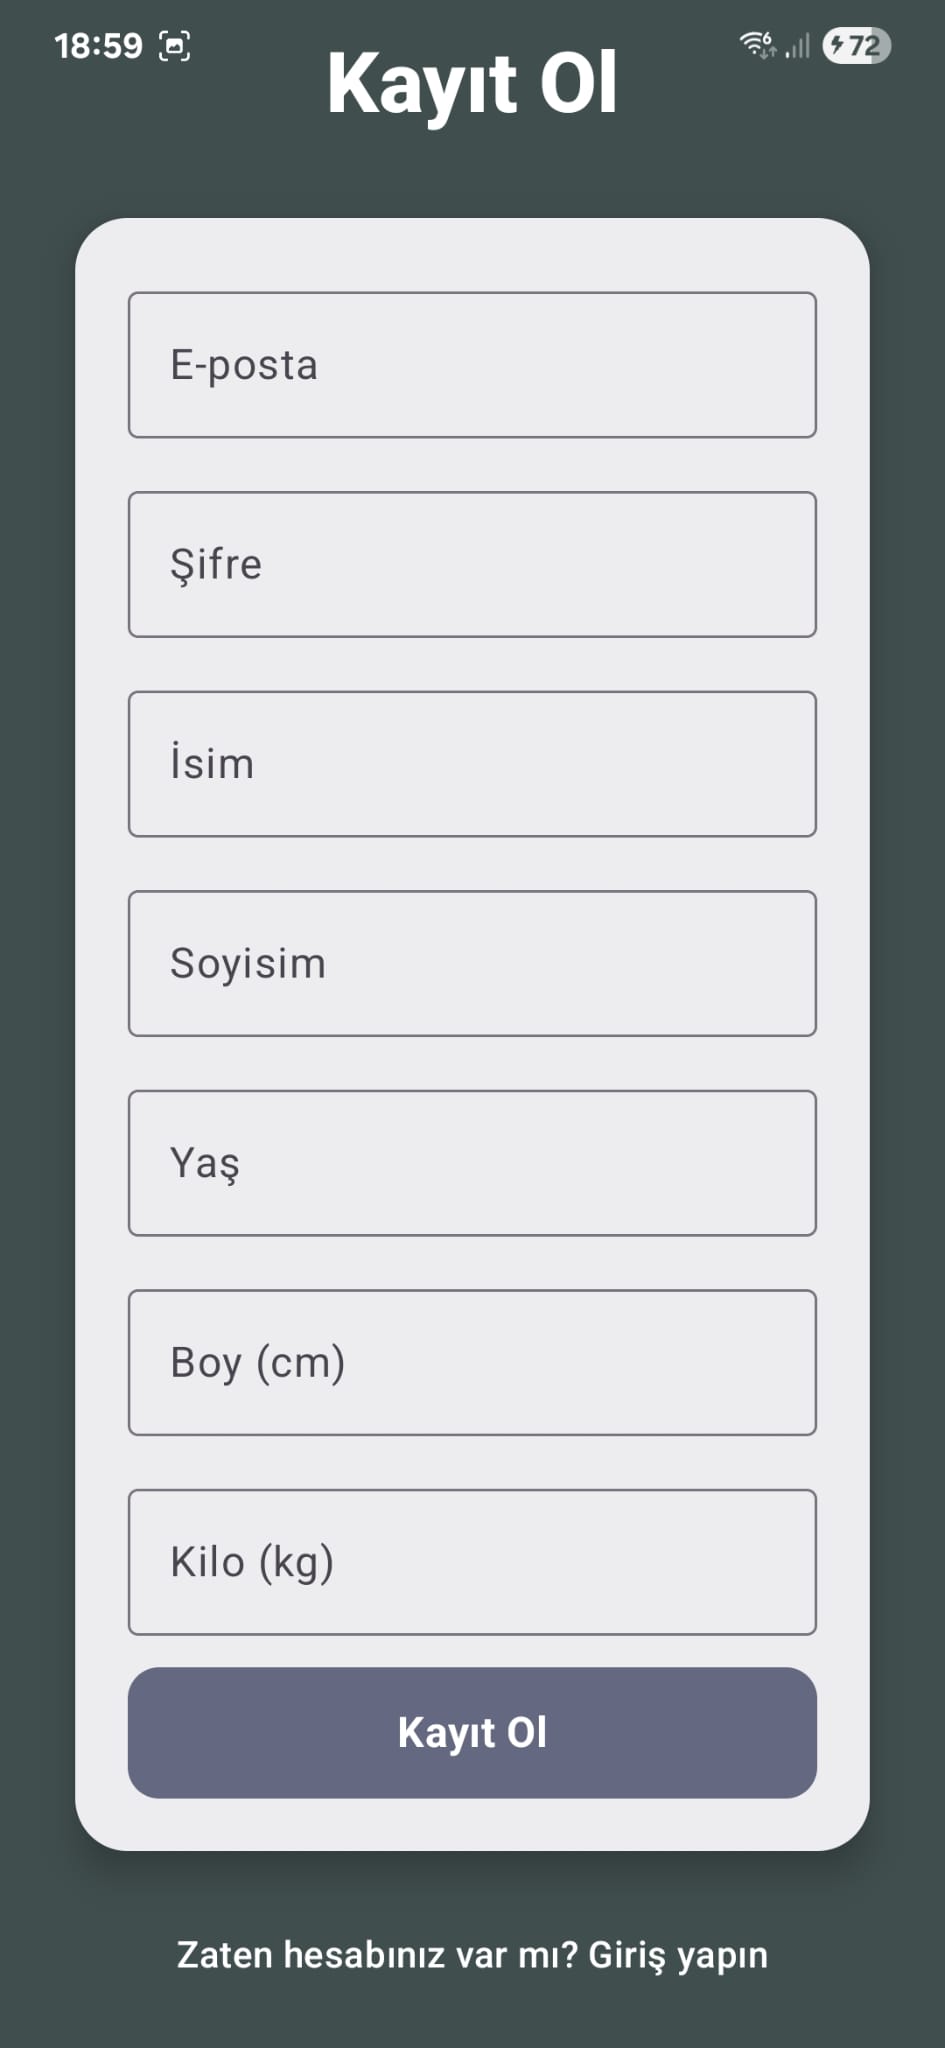 18:59
6
72
Kayıt Ol
E-posta
Şifre
İsim
Soyisim
Yaş
Boy (cm)
Kilo (kg)
Kayıt Ol
Zaten hesabınız var mı? Giriş yapın